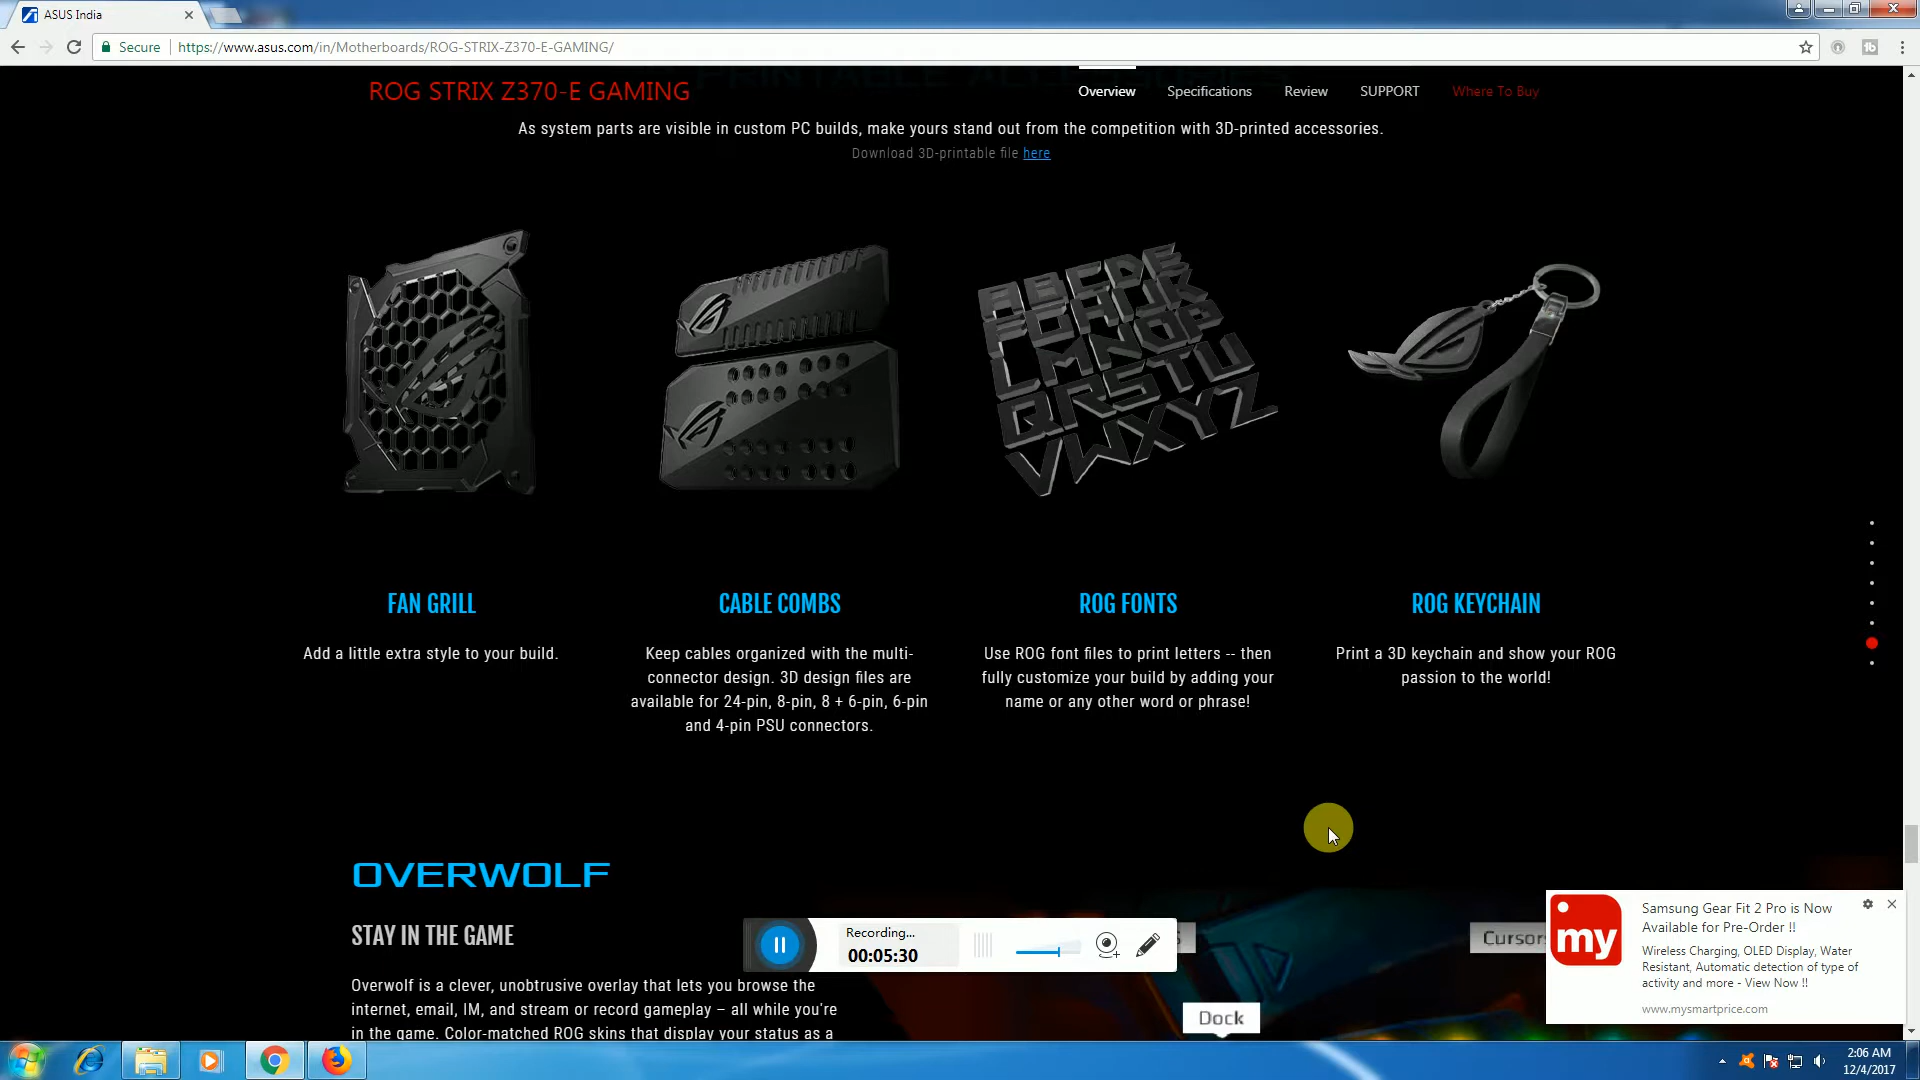 ASUS India
Secure
https://www.asus.com/in/Motherboards/ROG-STRIX-Z370-E-GAMING/
PRINTABLE ACCESSORIES
ROG STRIX Z370-E GAMING
Overview
Specifications
Review
SUPPORT
Where To Buy
As system parts are visible in custom PC builds, make yours stand out from the competition with 3D-printed accessories.
Download 3D-printable file here
ABCDE
LMNOP
QRSTU
VWXYZ
FAN GRILL
Add a little extra style to your build.
CABLE COMBS
Keep cables organized with the multi-
connector design. 3D design files are
available for 24-pin, 8-pin, 8 + 6-pin, 6-pin
and 4-pin PSU connectors.
ROG FONTS
Use ROG font files to print letters -- then
fully customize your build by adding your
name or any other word or phrase!
ROG KEYCHAIN
Print a 3D keychain and show your ROG
passion to the world!
OVERWOLF
STAY IN THE GAME
Overwolf is a clever, unobtrusive overlay that lets you browse the
internet, email, IM, and stream or record gameplay – all while you're
in the game. Color-matched ROG skins that display your status as a
Recording...
00:05:30
Dock
my
Samsung Gear Fit 2 Pro is Now
Available for Pre-Order !!
Wireless Charging, OLED Display, Water
Resistant, Automatic detection of type of
activity and more - View Now !!
www.mysmartprice.com
2:06 AM
12/4/2017